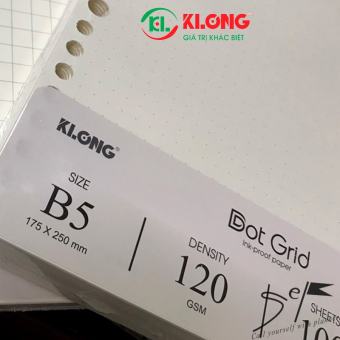 KLONG
GIÁ TRỊ KHÁC BIỆT
KLONG®
SIZE
B5
175 X 250 mm
DENSITY
120
GSM
Dot Grid
Ink-proof paper
SHEETS